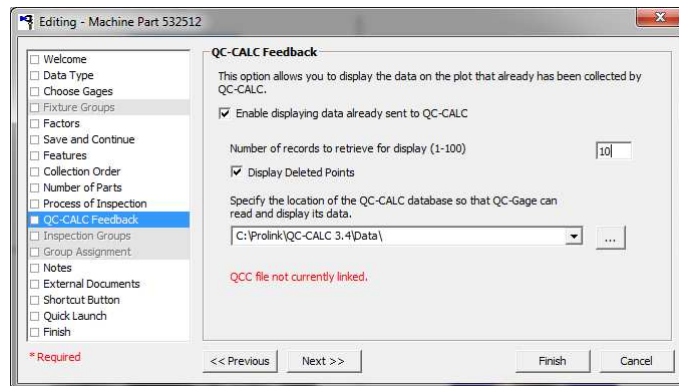 Editing - Machine Part 532512
Welcome
Data Type
Choose Gages
Fixture Groups
Factors
Save and Continue
Features
Collection Order
Number of Parts
Process of Inspection
QC-CALC Feedback
Inspection Groups
Group Assignment
Notes
External Documents
Shortcut Button
Quick Launch
Finish
* Required
QC-CALC Feedback
This option allows you to display the data on the plot that already has been collected by
QC-CALC.
Enable displaying data already sent to QC-CALC
Number of records to retrieve for display (1-100) 10
Display Deleted Points
Specify the location of the QC-CALC database so that QC-Gage can
read and display its data.
C:\Prolink\QC-CALC 3.4\Data\ ...
QCC file not currently linked.
<< Previous Next >> Finish Cancel